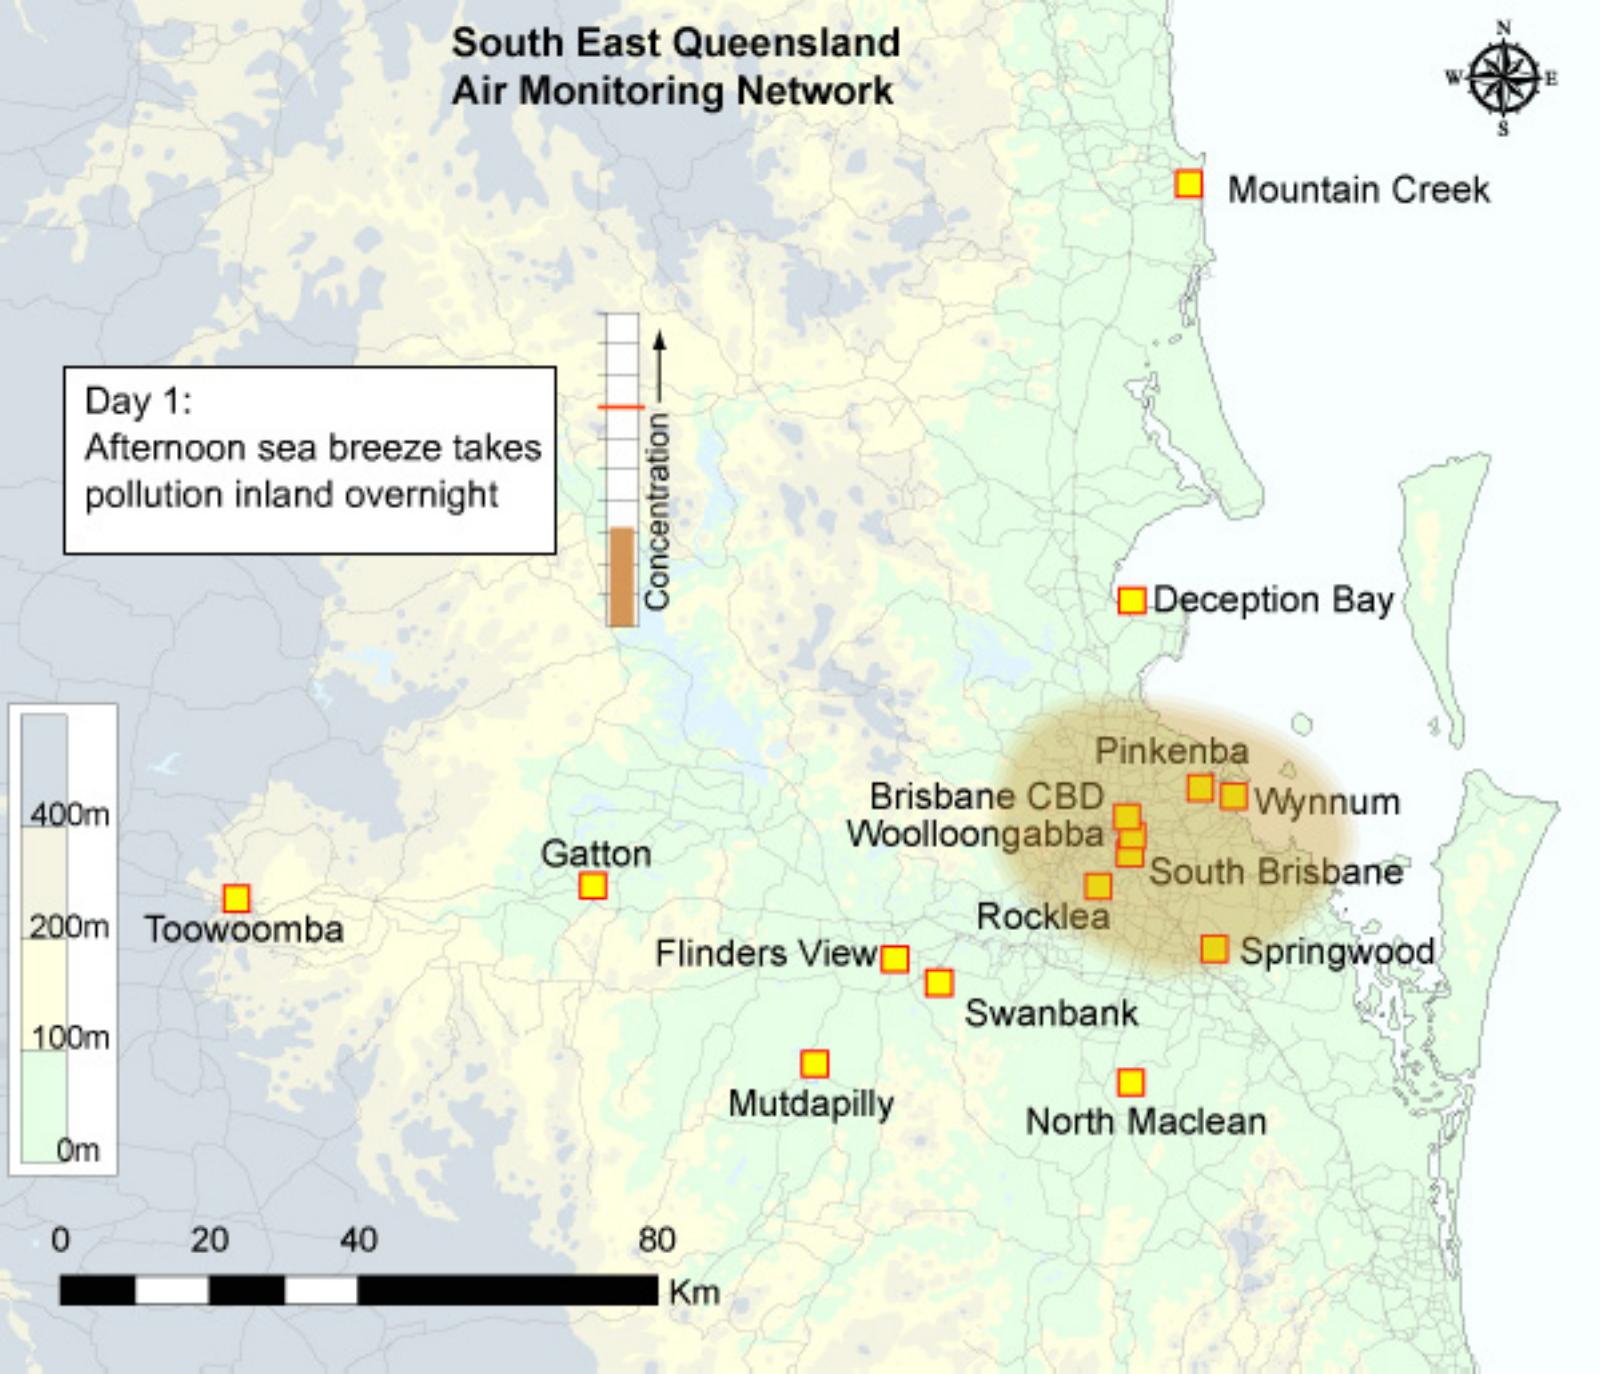 South East Queensland
Air Monitoring Network
N
W E
S
Mountain Creek
Day 1:
Afternoon sea breeze takes
pollution inland overnight
Concentration
Deception Bay
Pinkenba
Brisbane CBD
Wynnum
Woolloongabba
South Brisbane
Rocklea
Springwood
Gatton
Toowoomba
Flinders View
Swanbank
Mutdapilly
North Maclean
400m
200m
100m
0m
0 20 40 80
Km